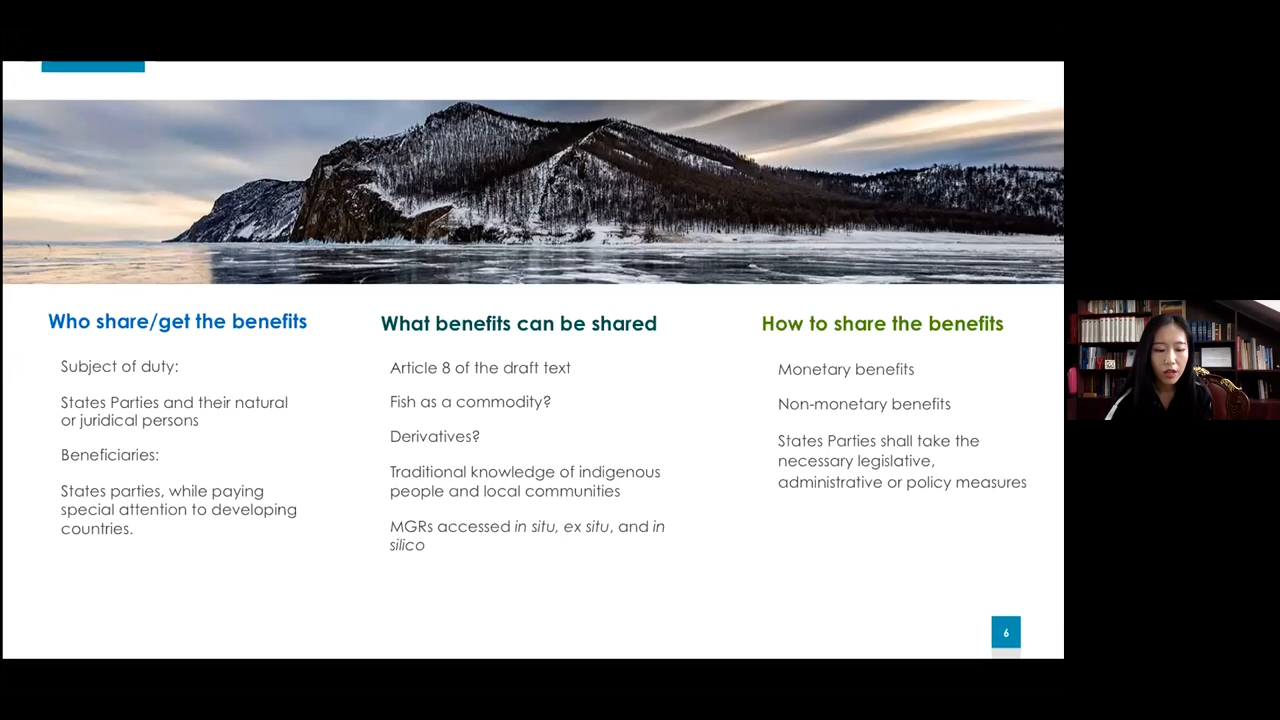 Who share/get the benefits
Subject of duty:
States Parties and their natural
or juridical persons
Beneficiaries:
States parties, while paying
special attention to developing
countries.
What benefits can be shared
Article 8 of the draft text
Fish as a commodity?
Derivatives?
Traditional knowledge of indigenous
people and local communities
MGRs accessed in situ, ex situ, and in
silico
How to share the benefits
Monetary benefits
Non-monetary benefits
States Parties shall take the
necessary legislative,
administrative or policy measures
6